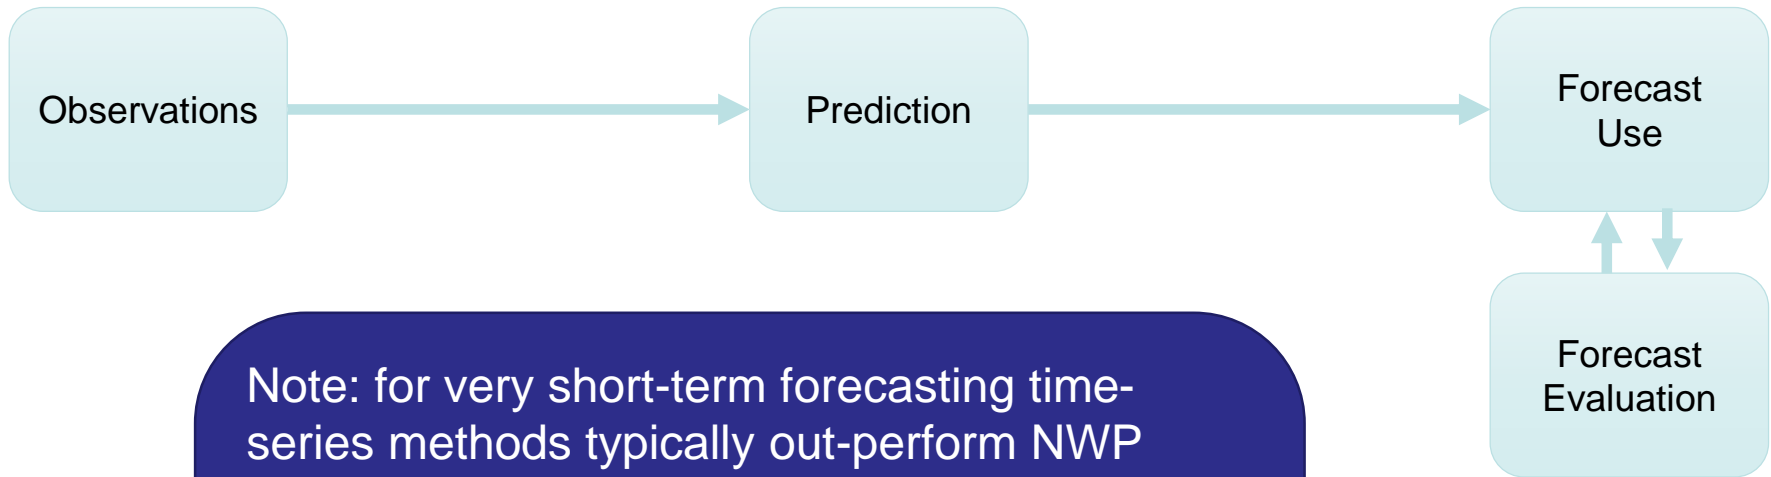 Observations
Prediction
Forecast
Use
Forecast
Evaluation
Note: for very short-term forecasting time-
series methods typically out-perform NWP